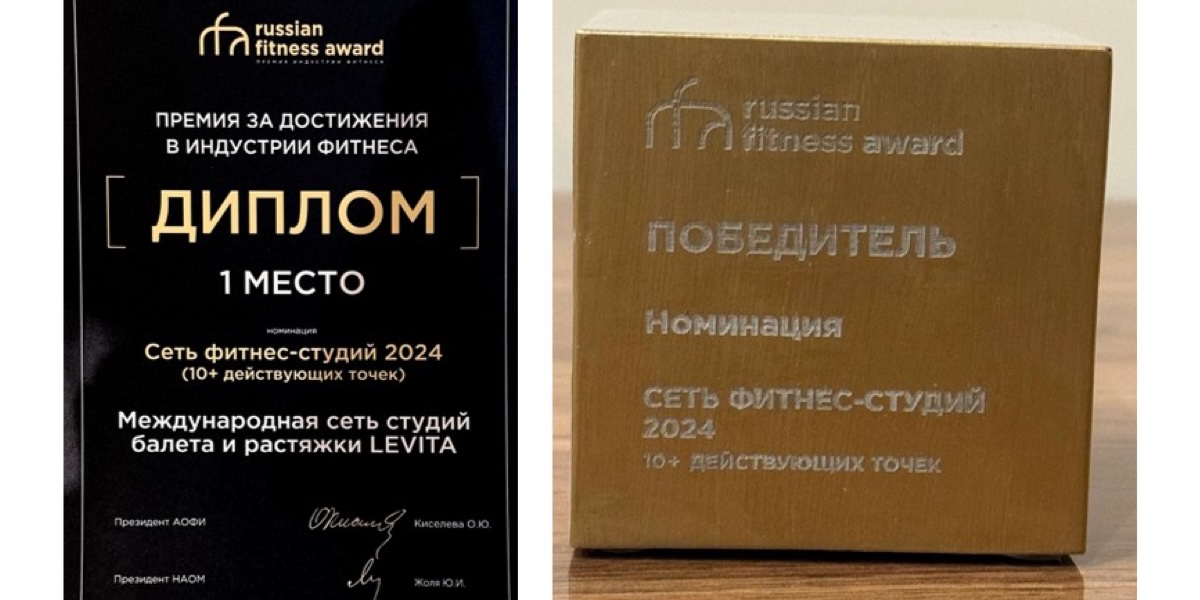 russian
fitness award
ПРЕМИЯ ИНДУСТРИИ ФИТНЕСА
ПРЕМИЯ ЗА ДОСТИЖЕНИЯ
В ИНДУСТРИИ ФИТНЕСА
ДИПЛОМ
1 МЕСТО
номинация
Сеть фитнес-студий 2024
(10+ действующих точек)
Международная сеть студий
балета и растяжки LEVITA
Президент АОФИ
Киселева О.Ю.
Президент НАОМ
Жоля Ю.И.
russian
fitness award
ПОБЕДИТЕЛЬ
Номинация
СЕТЬ ФИТНЕС-СТУДИЙ
2024
10+ ДЕЙСТВУЮЩИХ ТОЧЕК